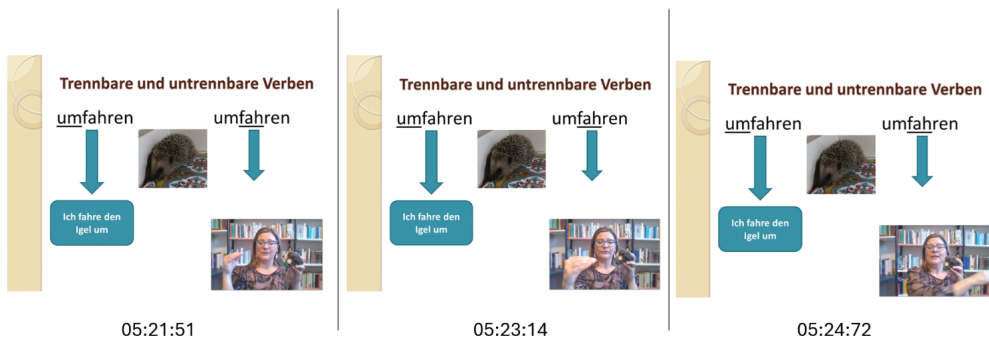 Trennbare und untrennbare Verben
umfahren
umfahren
Ich fahre den
Igel um
05:21:51
Trennbare und untrennbare Verben
umfahren
umfahren
Ich fahre den
Igel um
05:23:14
Trennbare und untrennbare Verben
umfahren
umfahren
Ich fahre den
Igel um
05:24:72